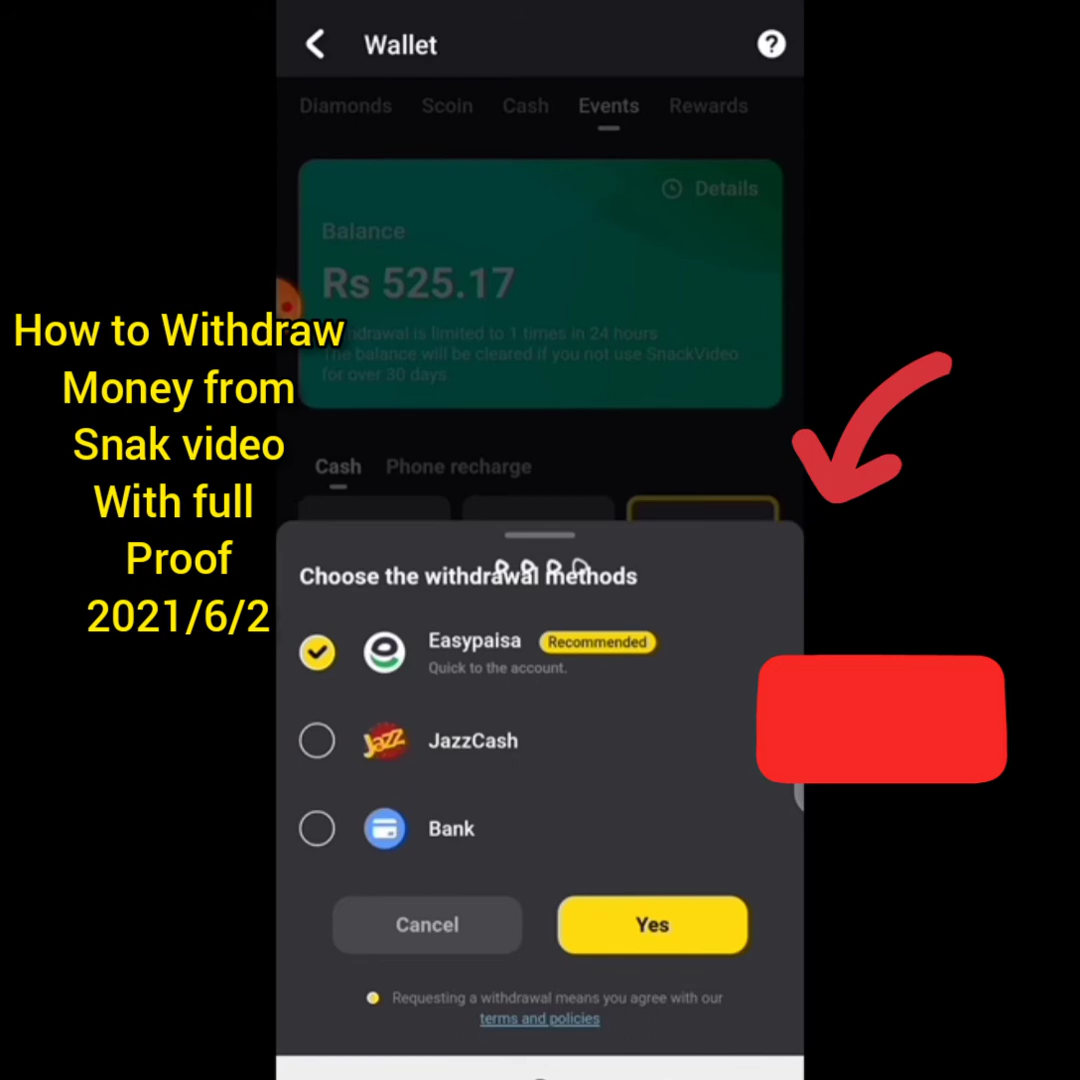 Wallet
?
Diamonds Scoin Cash Events Rewards
Details
Balance
Rs 525.17
How to Withdraw
Money from
Snak video
With full
Proof
2021/6/2
hdrawal is limited to 1 times in 24 hours
The balance will be cleared if you not use SnackVideo
for over 30 days
Cash Phone recharge
Choose the withdrawal methods
Easypaisa Recommended
Quick to the account.
Jazz JazzCash
Bank
Cancel Yes
Requesting a withdrawal means you agree with our
terms and policies